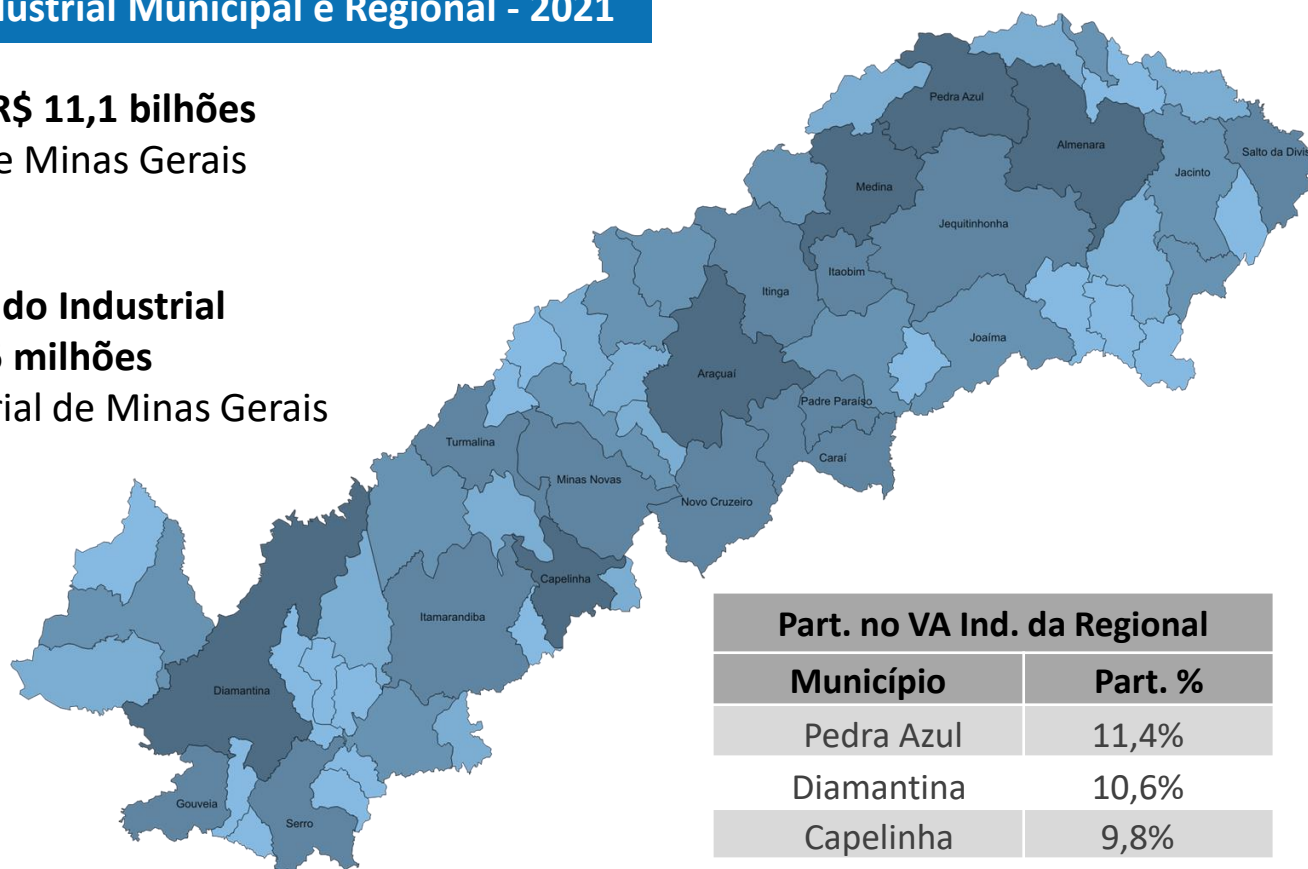 dustrial Municipal e Regional - 2021
R$ 11,1 bilhões
e Minas Gerais
do Industrial
milhões
rial de Minas Gerais
Pedra Azul
Almenara
Salto da Divis
Jacinto
Medina
Jequitinhonha
Itaobim
Itinga
Joaíma
Araçuaí
Padre Paraíso
Turmalina
Caraí
Minas Novas
Novo Cruzeiro
Capelinha
Itamarandiba
Diamantina
Gouveia
Serro
Part. no VA Ind. da Regional
Município Part. %
Pedra Azul 11,4%
Diamantina 10,6%
Capelinha 9,8%